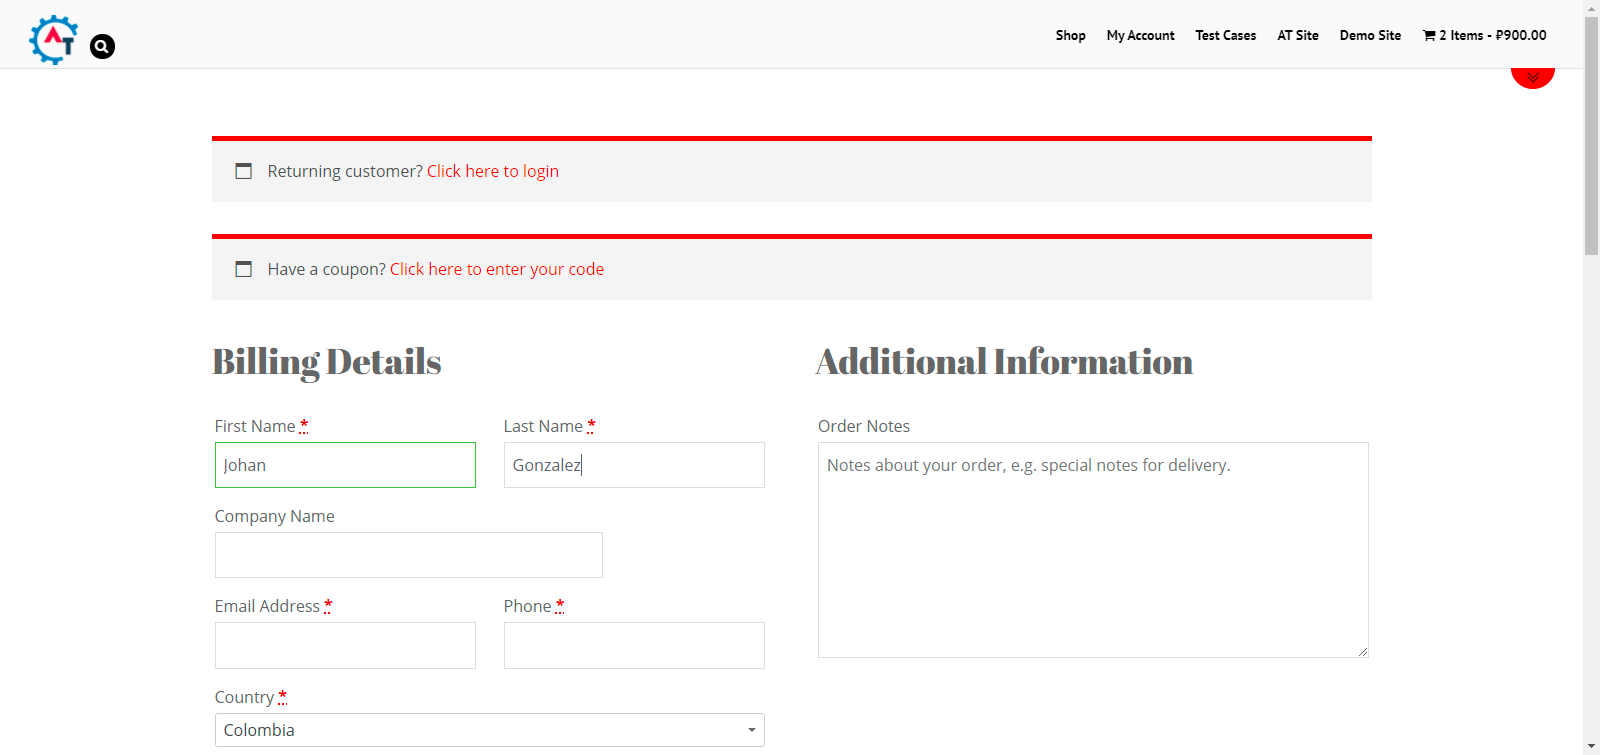 AT
Shop
My Account
Test Cases
AT Site
Demo Site
2 Items - ₽900.00
Returning customer? Click here to login
Have a coupon? Click here to enter your code
Billing Details
First Name *
Last Name *
Johan
Gonzalez
Company Name
Email Address *
Phone *
Country *
Colombia
Additional Information
Order Notes
Notes about your order, e.g. special notes for delivery.